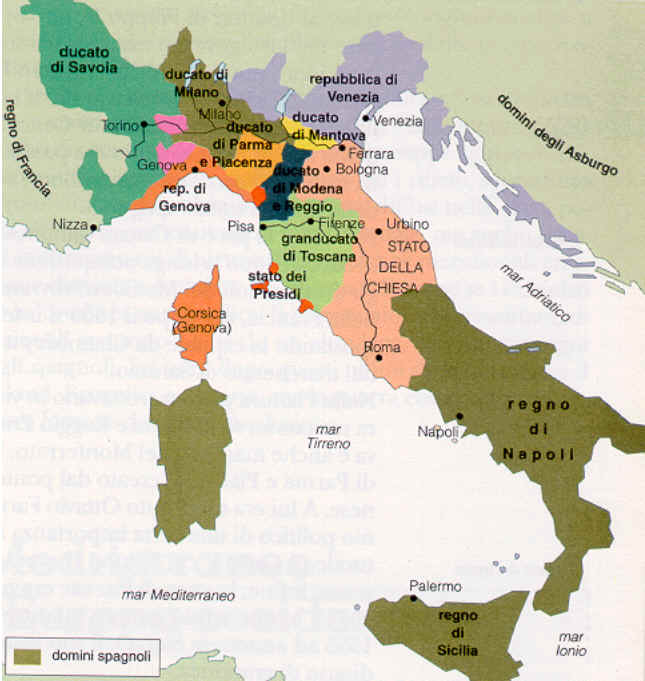 ducato
di Savoia
ducato di
Milano
Milano
repubblica di
Venezia
regno di Francia
Torino
ducato
di Parma
e Piacenza
ducato
di Mantova
Venezia
domini degli Asburgo
Ferrara
Bologna
Genova
rep. di
Genova
ducato
di Modena
e Reggio
Nizza
Pisa
Firenze
granducato
di Toscana
Urbino
STATO
DELLA
CHIESA
stato dei
Presidi
mar Adriatico
Corsica
(Genova)
Roma
mar
Tirreno
Napoli
regno
di
Napoli
mar Mediterraneo
Palermo
regno
di
Sicilia
mar
Ionio
domini spagnoli